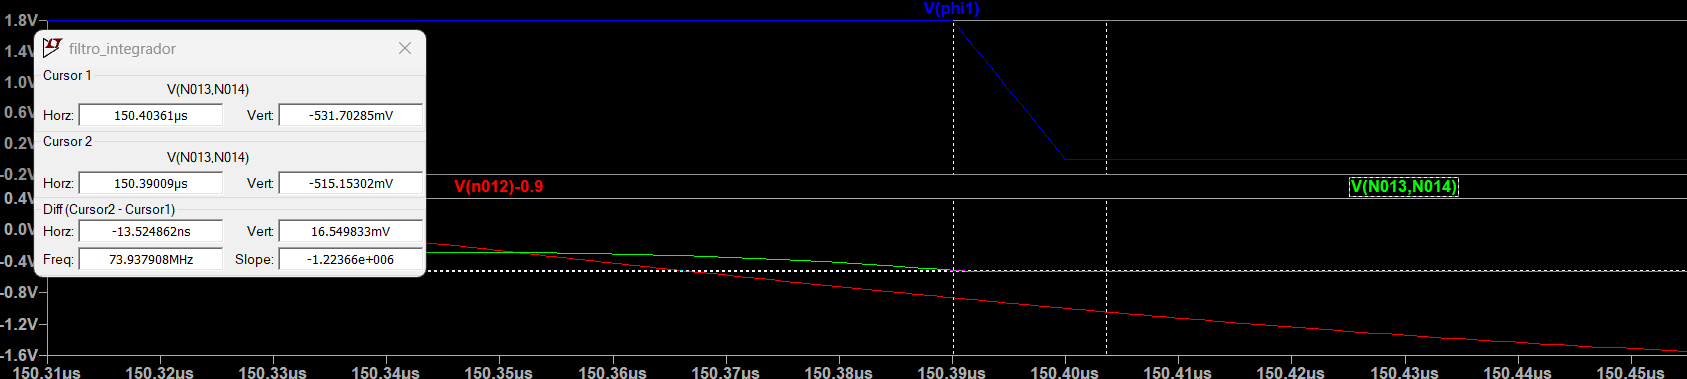 V(phi1)
1.8V
1.4V
1.0V
0.6V
0.2V
-0.2V
filtro_integrador
Cursor 1
V(N013,N014)
Horz: 150.40361µs Vert: -531.70285mV
Cursor 2
V(N013,N014)
Horz: 150.39009µs Vert: -515.15302mV
Diff (Cursor2 - Cursor1)
Horz: -13.524862ns Vert: 16.549833mV
Freq: 73.937908MHz Slope: -1.22366e+006
V(n012)-0.9 V(N013,N014)
0.4V
0.0V
-0.4V
-0.8V
-1.2V
-1.6V
150.31µs 150.32µs 150.33µs 150.34µs 150.35µs 150.36µs 150.37µs 150.38µs 150.39µs 150.40µs 150.41µs 150.42µs 150.43µs 150.44µs 150.45µs